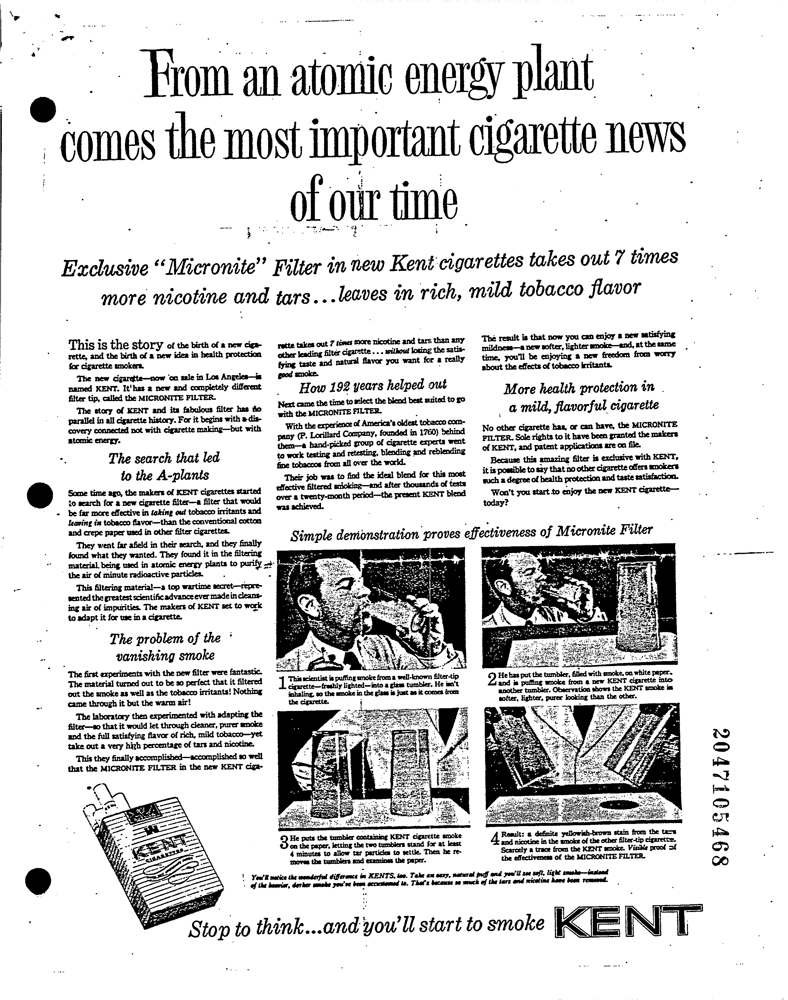 From an atomic energy plant
comes the most important cigarette news
of our time
Exclusive “Micronite” Filter in new Kent cigarettes takes out 7 times
more nicotine and tars...leaves in rich, mild tobacco flavor
This is the story of the birth of a new ciga-
rette, and the birth of a new idea in health protection
for cigarette smokers.
The new cigarette—now on sale in Los Angeles—is
named KENT. It has a new and completely different
filter tip, called the MICRONITE FILTER.
The story of KENT and its fabulous filter has no
parallel in all cigarette history. For it begins with a dis-
covery connected not with cigarette making—but with
atomic energy.
The search that led
to the A-plants
Some time ago, the makers of KENT cigarettes started
to search for a new cigarette filter—a filter that would
be far more effective in taking out tobacco irritants and
leaving in tobacco flavor—than the conventional cotton
and crepe paper used in other filter cigarettes.
They went far afield in their search, and they finally
found what they wanted. They found it in the filtering
material being used in atomic energy plants to purify
the air of minute radioactive particles.
This filtering material—a top wartime secret—repre-
sented the greatest scientific advance ever made in cleans-
ing air of impurities. The makers of KENT set to work
to adapt it for use in a cigarette.
The problem of the
vanishing smoke
The first experiments with the new filter were fantastic.
The material turned out to be so perfect that it filtered
out the smoke as well as the tobacco irritants! Nothing
came through it but the warm air!
The laboratory then experimented with adapting the
filter—so that it would let through cleaner, purer smoke
and the full satisfying flavor of rich, mild tobacco—yet
take out a very high percentage of tars and nicotine.
This they finally accomplished—accomplished so well
that the MICRONITE FILTER in the new KENT ciga-
rette takes out 7 times more nicotine and tars than any
other leading filter cigarette...without losing the satis-
fying taste and natural flavor you want for a really
good smoke.
How 192 years helped out
Next came the time to select the blend best suited to go
with the MICRONITE FILTER.
With the experience of America's oldest tobacco com-
pany (P. Lorillard Company, founded in 1760) behind
them—a hand-picked group of cigarette experts went
to work testing and retesting, blending and reblending
fine tobaccos from all over the world.
Their job was to find the ideal blend for this most
effective filtered smoking—and after thousands of tests
over a twenty-month period—the present KENT blend
was achieved.
The result is that now you can enjoy a new satisfying
mildness—a new softer, lighter smoke—and, at the same
time, you'll be enjoying a new freedom from worry
about the effects of tobacco irritants.
More health protection in
a mild, flavorful cigarette
No other cigarette has, or can have, the MICRONITE
FILTER. Sole rights to it have been granted the makers
of KENT, and patent applications are on file.
Because this amazing filter is exclusive with KENT,
it is possible to say that no other cigarette offers smokers
such a degree of health protection and taste satisfaction.
Won't you start to enjoy the new KENT cigarette—
today?
Simple demonstration proves effectiveness of Micronite Filter
1 This scientist is puffing smoke from a well-known filter-tip
cigarette—freshly lighted—into a glass tumbler. He isn't
inhaling, so the smoke in the glass is just as it comes from
the cigarette.
2 He has put the tumbler, filled with smoke, on white paper,
and is puffing smoke from a new KENT cigarette into
another tumbler. Observation shows the KENT smoke is
softer, lighter, purer looking than the other.
3 He puts the tumbler containing KENT cigarette smoke
on the paper, letting the two tumblers stand for at least
4 minutes to allow tar particles to settle. Then he re-
moves the tumblers and examines the paper.
4 Result: a definite yellowish-brown stain from the tars
and nicotine in the smoke of the other filter-tip cigarettes.
Scarcely a trace from the KENT smoke. Visible proof of
the effectiveness of the MICRONITE FILTER.
You'll notice the wonderful difference in KENTS, too. Take an easy, natural puff and you'll see soft, light smoke—instead
of the heavier, darker smoke you've been accustomed to. That's because so much of the tars and nicotine have been removed.
KENT
CIGARETTES
Stop to think...and you'll start to smoke KENT
2047105468